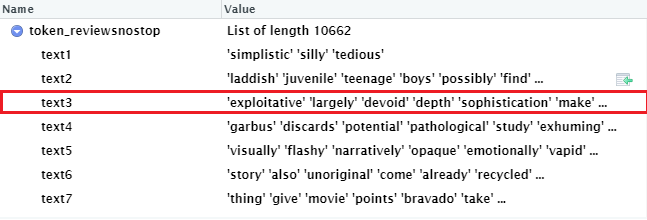 Name Value
token_reviewsnostop List of length 10662
text1 'simplistic' 'silly' 'tedious'
text2 'laddish' 'juvenile' 'teenage' 'boys' 'possibly' 'find' ...
text3 'exploitative' 'largely' 'devoid' 'depth' 'sophistication' 'make' ...
text4 'garbus' 'discards' 'potential' 'pathological' 'study' 'exhuming' ...
text5 'visually' 'flashy' 'narratively' 'opaque' 'emotionally' 'vapid' ...
text6 'story' 'also' 'unoriginal' 'come' 'already' 'recycled' ...
text7 'thing' 'give' 'movie' 'points' 'bravado' 'take' ...